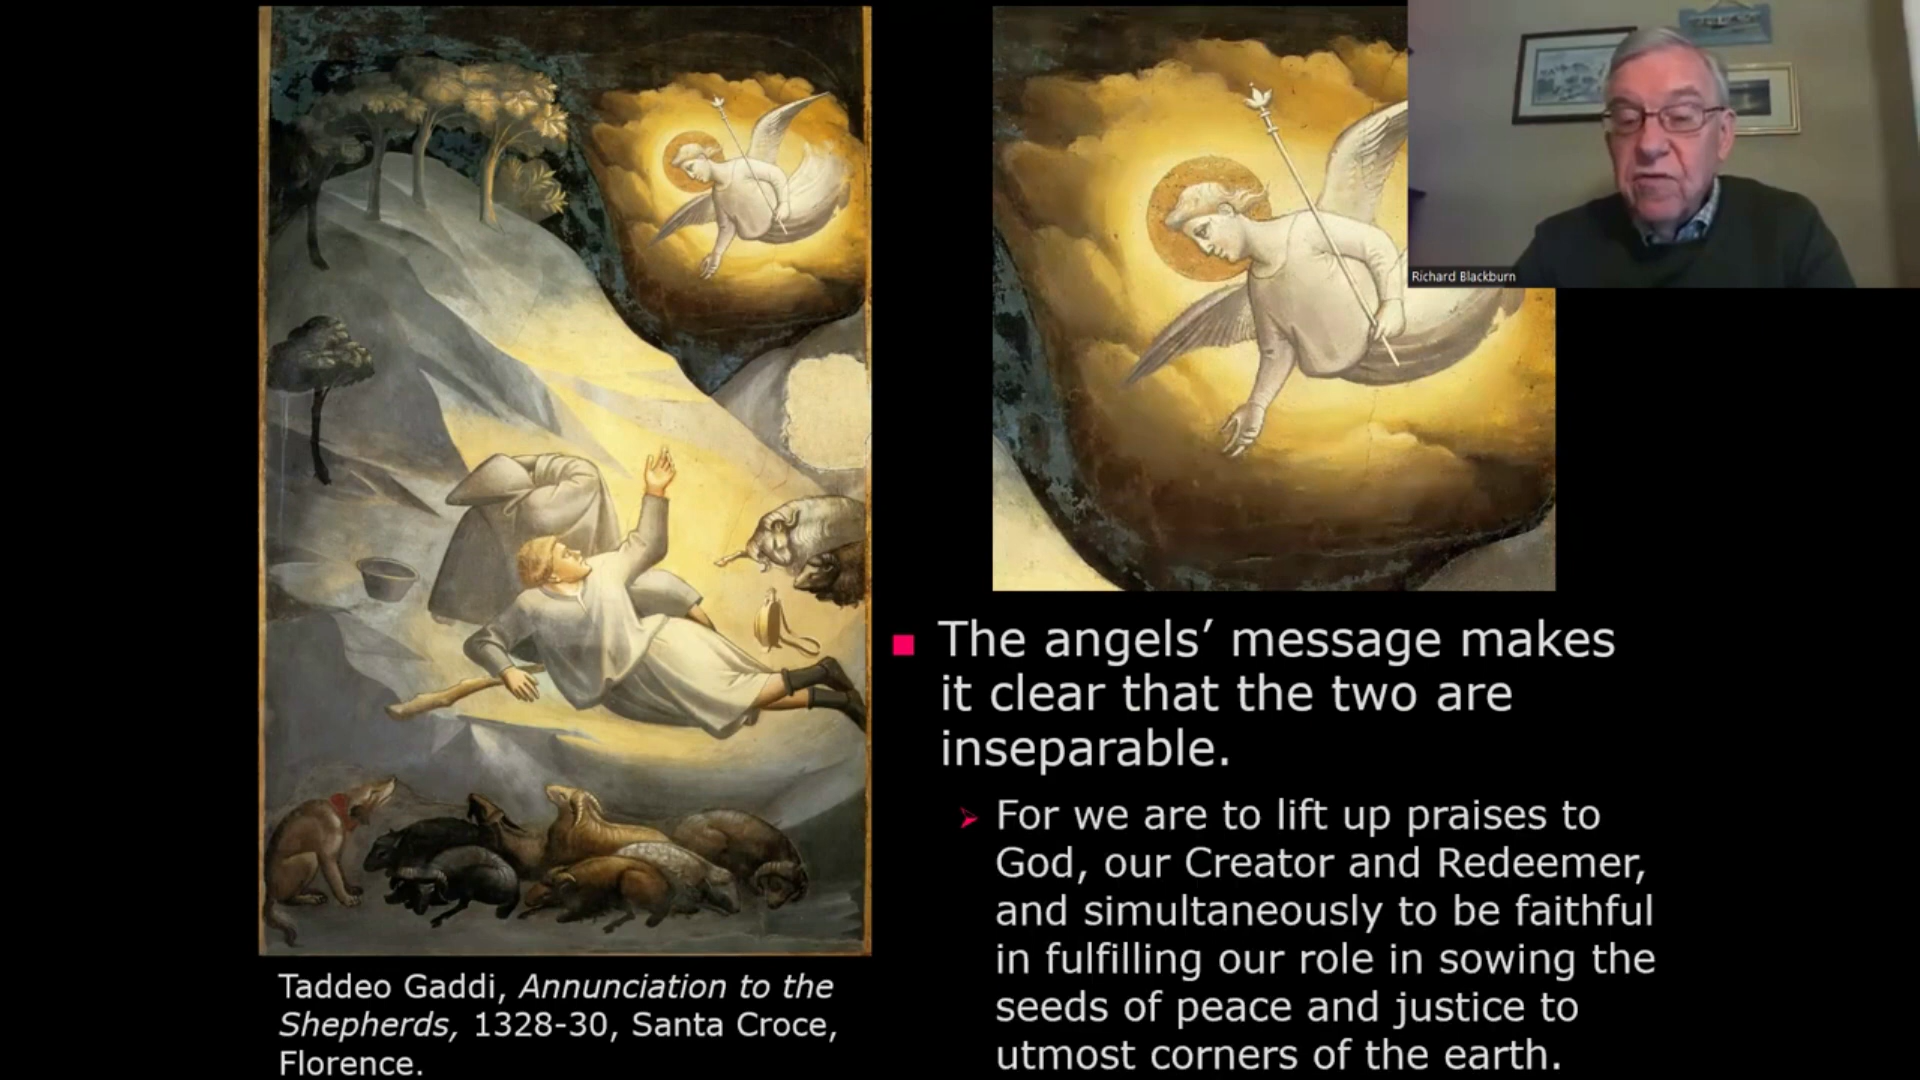 Richard Blackburn
The angels’ message makes
it clear that the two are
inseparable.
For we are to lift up praises to
God, our Creator and Redeemer,
and simultaneously to be faithful
in fulfilling our role in sowing the
seeds of peace and justice to
utmost corners of the earth.
Taddeo Gaddi, Annunciation to the
Shepherds, 1328-30, Santa Croce,
Florence.